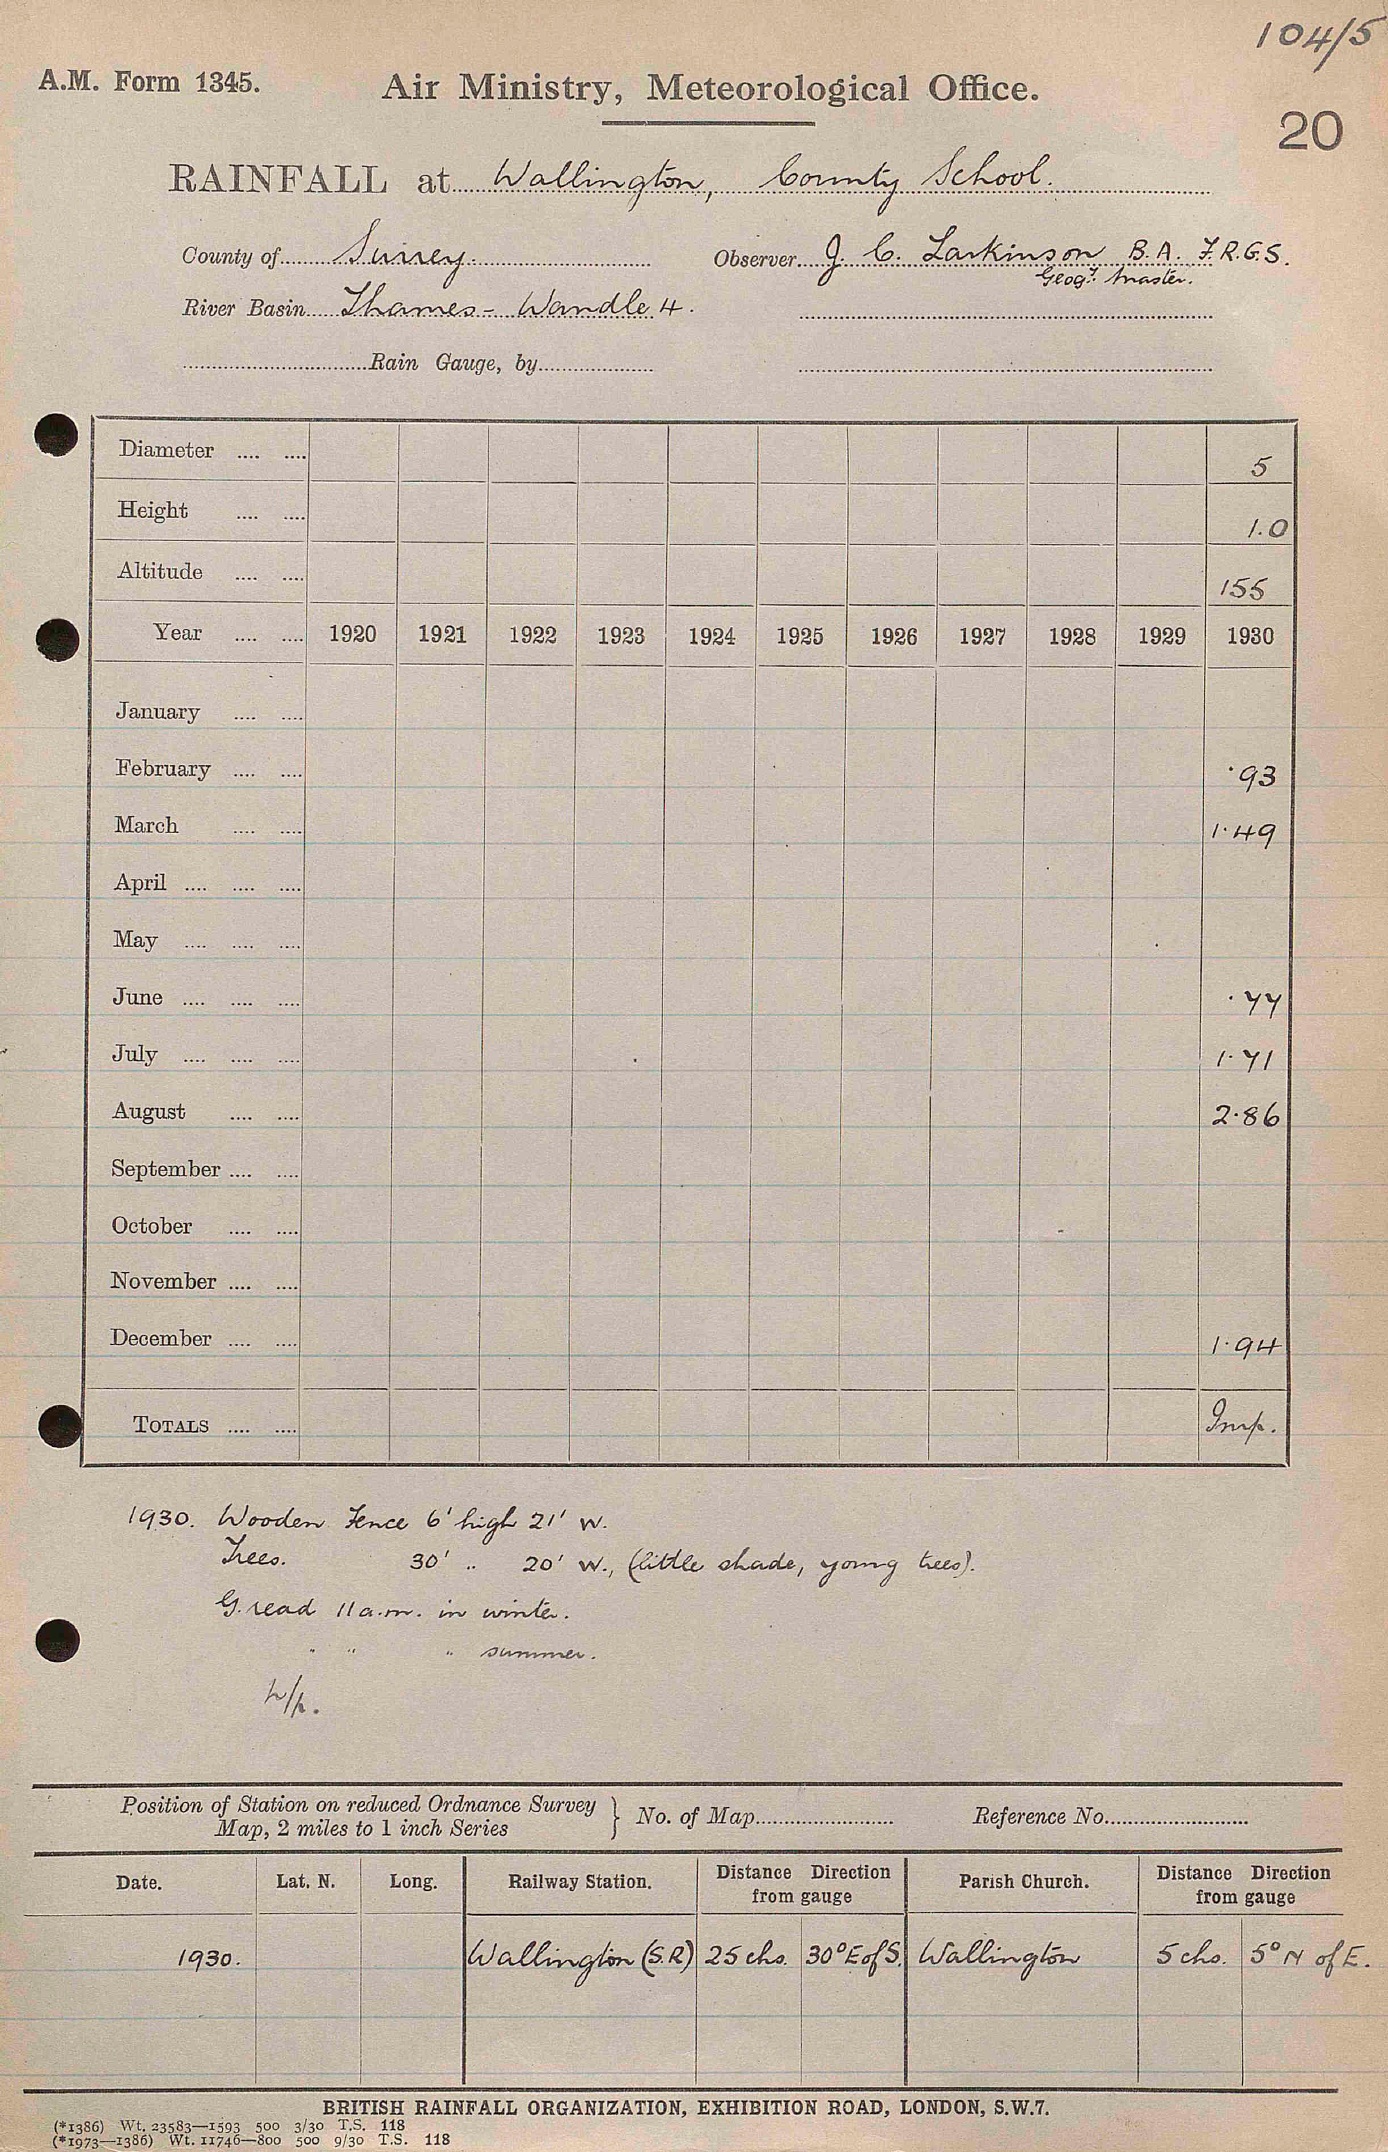 104/5
A.M. Form 1345.
Air Ministry, Meteorological Office.
20
RAINFALL at Wallington, County School.
County of Surrey. Observer J. C. Larkinson B.A. F.R.G.S.
Geogy. Master.
River Basin Thames - Wandle 4.
Rain Gauge, by
Diameter .... .... 5
Height .... .... 1.0
Altitude .... .... 155
Year .... .... 1920 1921 1922 1923 1924 1925 1926 1927 1928 1929 1930
January .... ....
February .... .... ·93
March .... .... 1·49
April .... .... ....
May .... .... ....
June .... .... .... ·77
July .... .... .... 1·71
August .... .... 2·86
September .... ....
October .... ....
November .... ....
December .... .... 1·94
TOTALS .... .... Imp.
1930. Wooden Fence 6' high 21' W.
Trees. 30' " 20' W., (little shade, young trees).
G. read 11 a.m. in winter.
" " " summer.
Position of Station on reduced Ordnance Survey
Map, 2 miles to 1 inch Series } No. of Map Reference No.
Date. Lat. N. Long. Railway Station. Distance Direction from gauge Parish Church. Distance Direction from gauge
1930. Wallington (S.R) 25 chs. 30° E of S. Wallington 5 chs. 5° N of E.
BRITISH RAINFALL ORGANIZATION, EXHIBITION ROAD, LONDON, S.W.7.
(*1386) Wt. 23583—1593 500 3/30 T.S. 118
(*1973—1386) Wt. 11746—800 500 9/30 T.S. 118